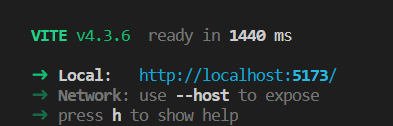 VITE v4.3.6 ready in 1440 ms
➜ Local: http://localhost:5173/
➜ Network: use --host to expose
➜ press h to show help